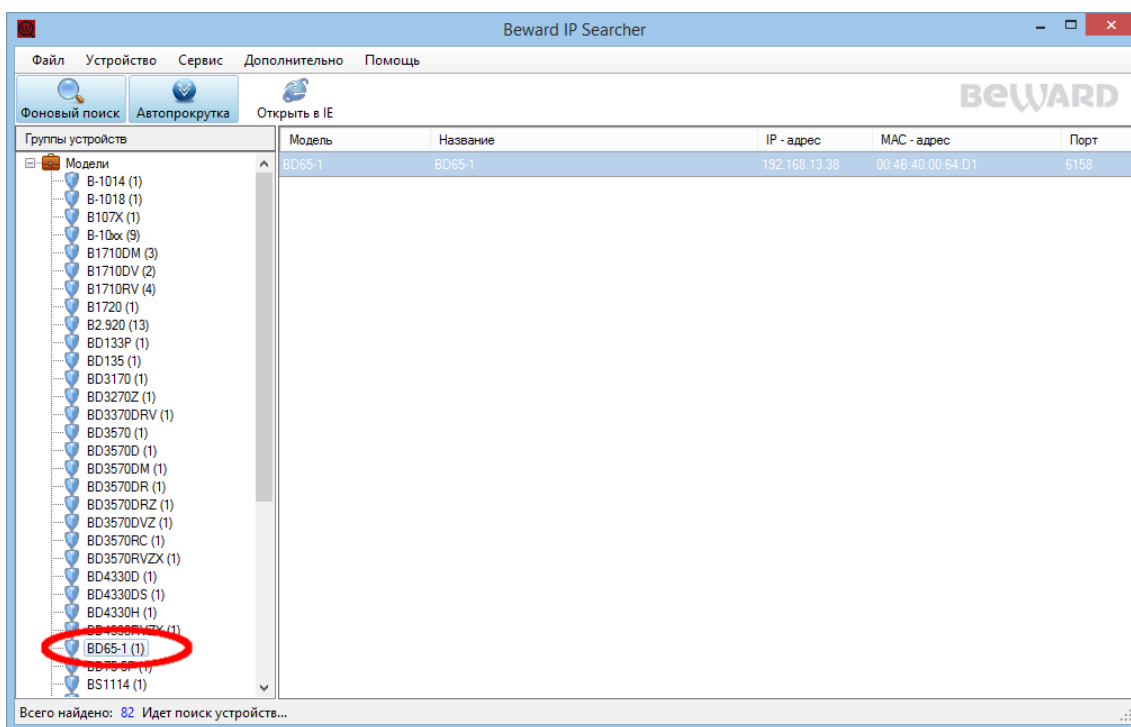 Beward IP Searcher
Файл Устройство Сервис Дополнительно Помощь
Фоновый поиск Автопрокрутка Открыть в IE
BEWARD
Группы устройств Модель Название IP - адрес MAC - адрес Порт
Модели
BD65-1 BD65-1 192.168.13.38 00:4B:40:00:64:D1 6158
B-1014 (1)
B-1018 (1)
B107X (1)
B-10xx (9)
B1710DM (3)
B1710DV (2)
B1710RV (4)
B1720 (1)
B2.920 (13)
BD133P (1)
BD135 (1)
BD3170 (1)
BD3270Z (1)
BD3370DRV (1)
BD3570 (1)
BD3570D (1)
BD3570DM (1)
BD3570DR (1)
BD3570DRZ (1)
BD3570DVZ (1)
BD3570RC (1)
BD3570RVZX (1)
BD4330D (1)
BD4330DS (1)
BD4330H (1)
BD4330RVZX (1)
BD65-1 (1)
BD75-5P (1)
BS1114 (1)
Всего найдено: 82 Идет поиск устройств...